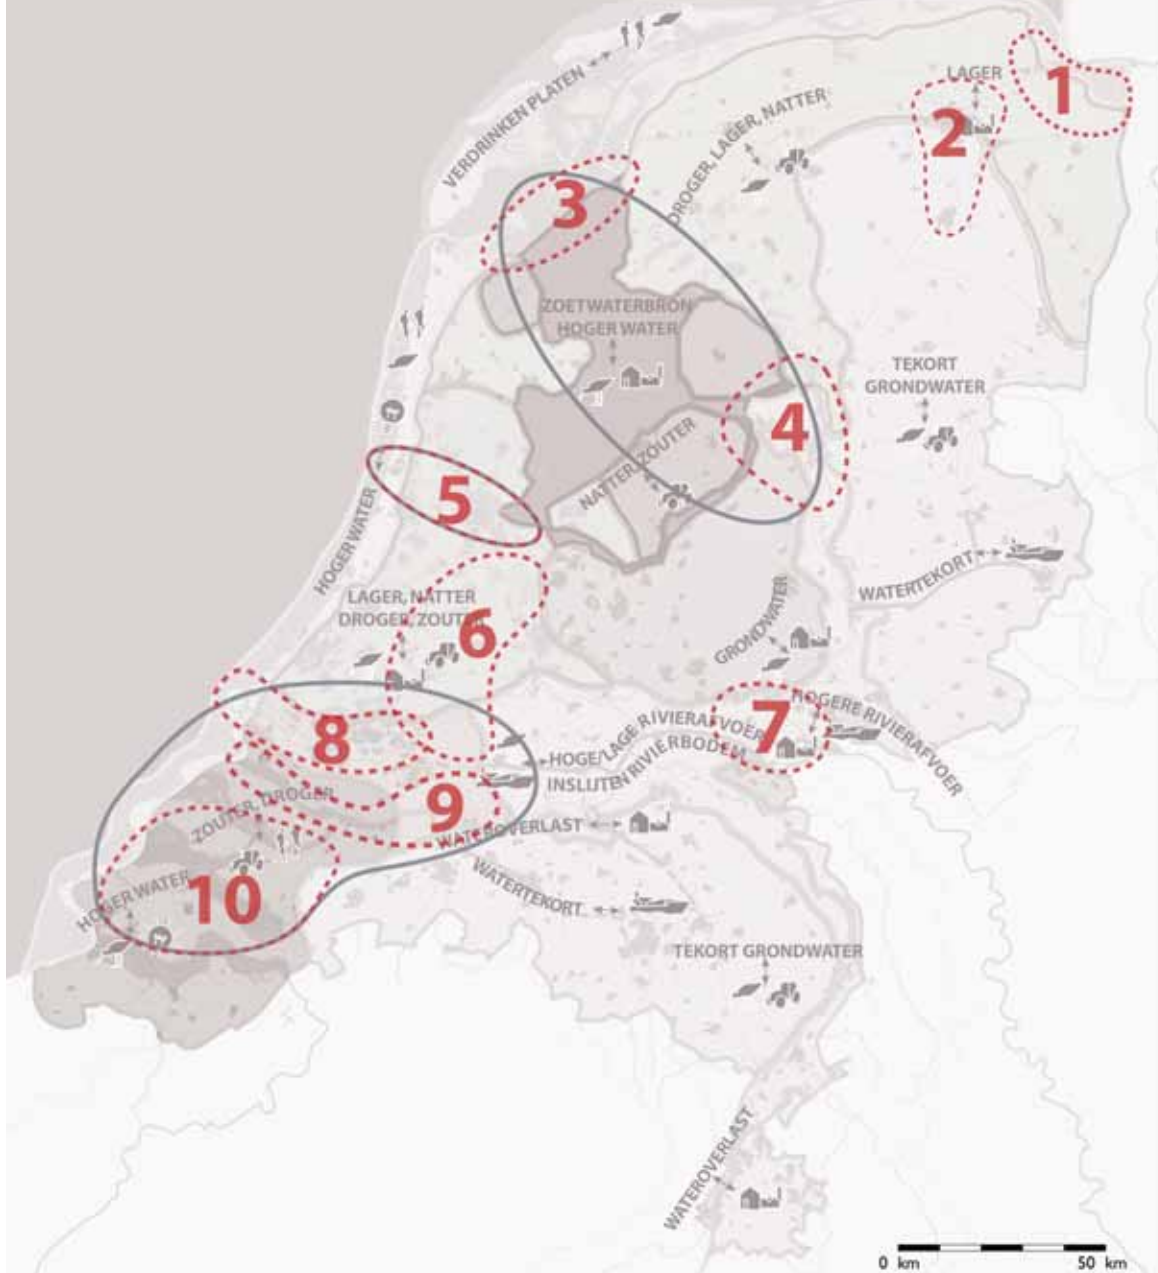 VERDRINKEN PLATEN
LAGER
1
2
DROGER, LAGER, NATTER
3
ZOETWATERBRON
HOGER WATER
TEKORT
GRONDWATER
4
NATTER, ZOUTER
5
HOGER WATER
WATERTEKORT
LAGER, NATTER
DROGER, ZOUTER
6
GRONDWATER
7
HOGERE RIVIERAFVOER
HOGE/LAGE RIVIERAFVOER
INSLIJTEN RIVIERBODEM
8
9
ZOUTER, DROGER
WATEROVERLAST
10
HOGER WATER
WATERTEKORT
TEKORT GRONDWATER
WATEROVERLAST
0 km 50 km